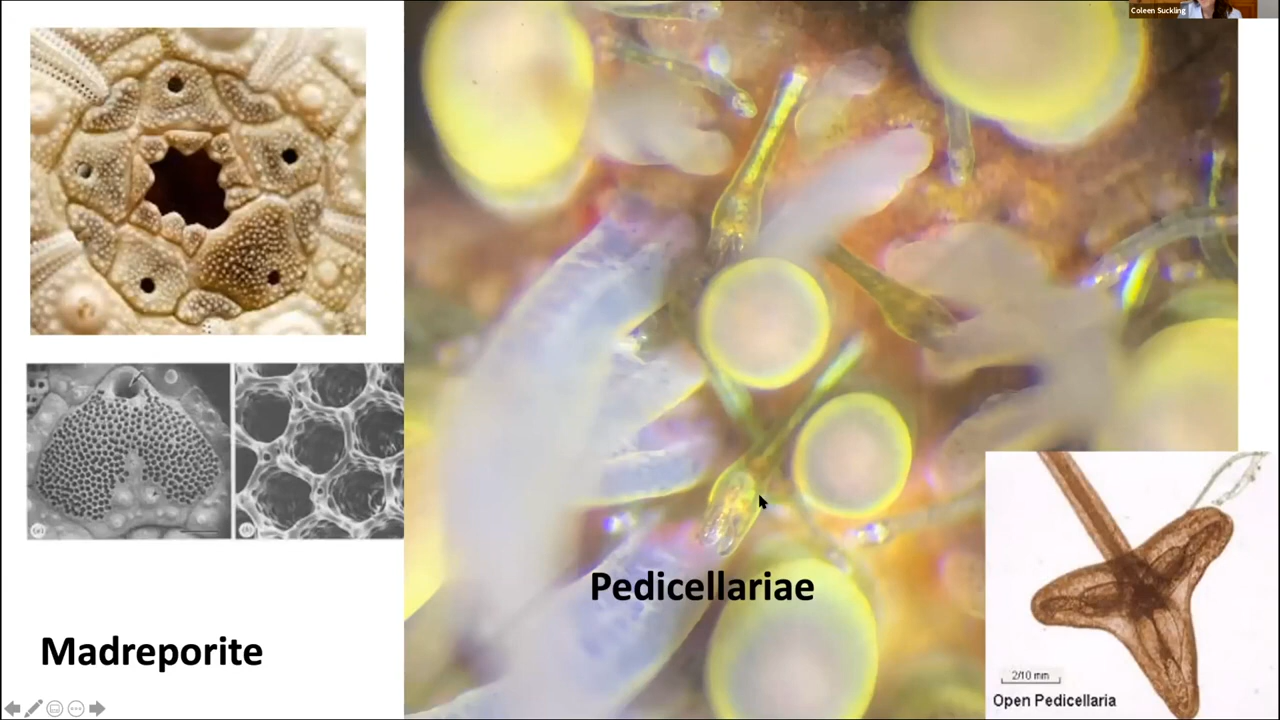 Coleen Suckling
Pedicellariae
Madreporite
2/10 mm
Open Pedicellaria